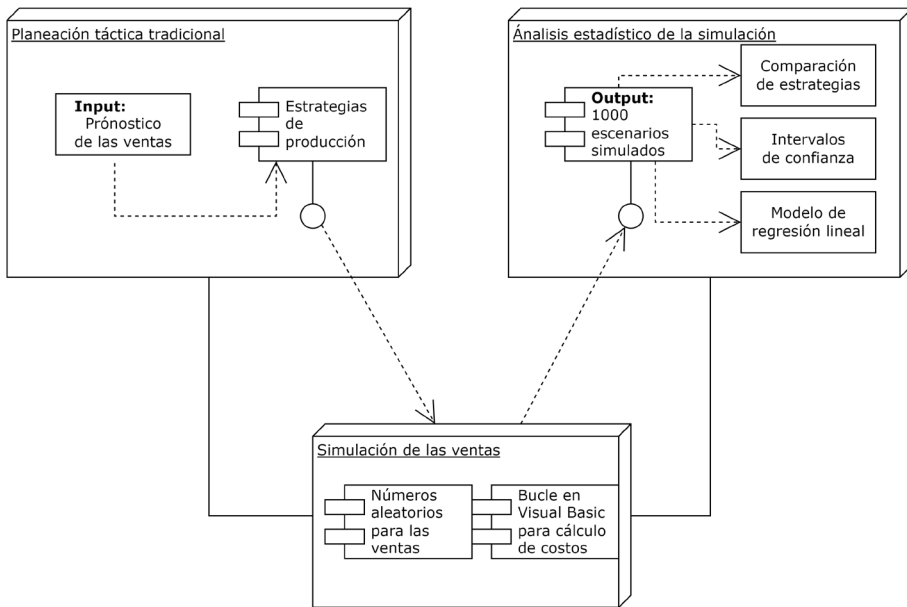 Planeación táctica tradicional
Input:
Prónostico
de las ventas
Estrategias
de
producción
Ánalisis estadístico de la simulación
Output:
1000
escenarios
simulados
Comparación
de estrategias
Intervalos
de confianza
Modelo de
regresión lineal
Simulación de las ventas
Números
aleatorios
para las
ventas
Bucle en
Visual Basic
para cálculo
de costos